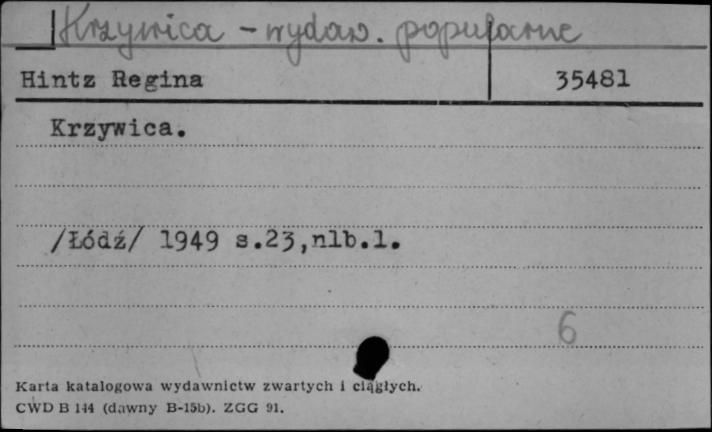 Krzywica - wydaw. popularne
Hintz Regina 35481
Krzywica.
/Łódź/ 1949 s.23,nlb.1.
6
Karta katalogowa wydawnictw zwartych i ciągłych.
CWD B 144 (dawny B-15b). ZGG 91.